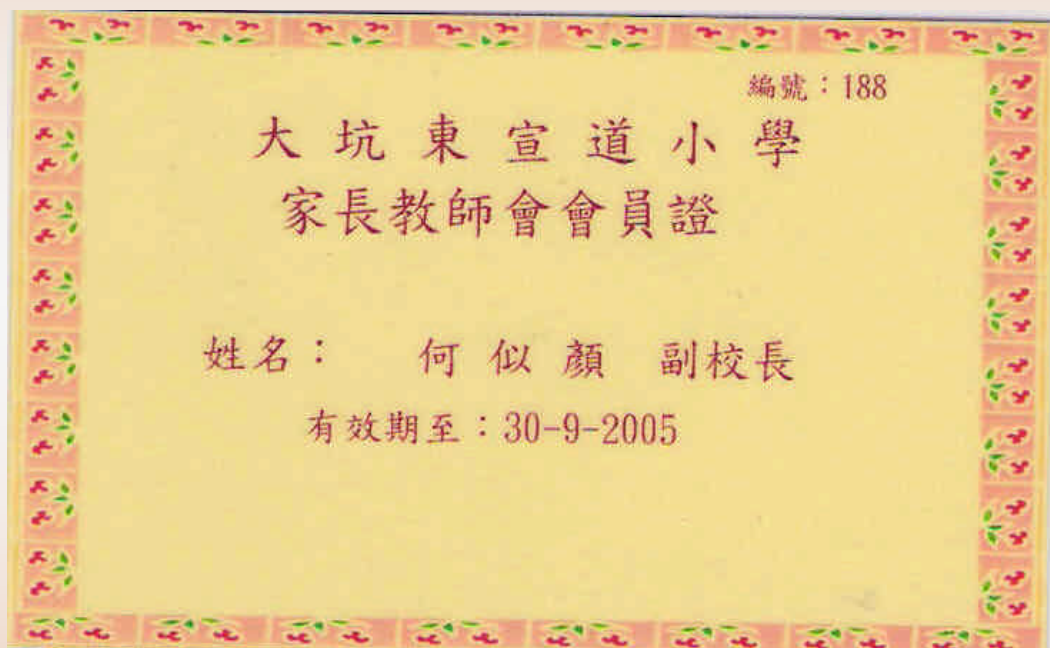 編號：188
大坑東宣道小學
家長教師會會員證
姓名： 何似顏 副校長
有效期至：30-9-2005